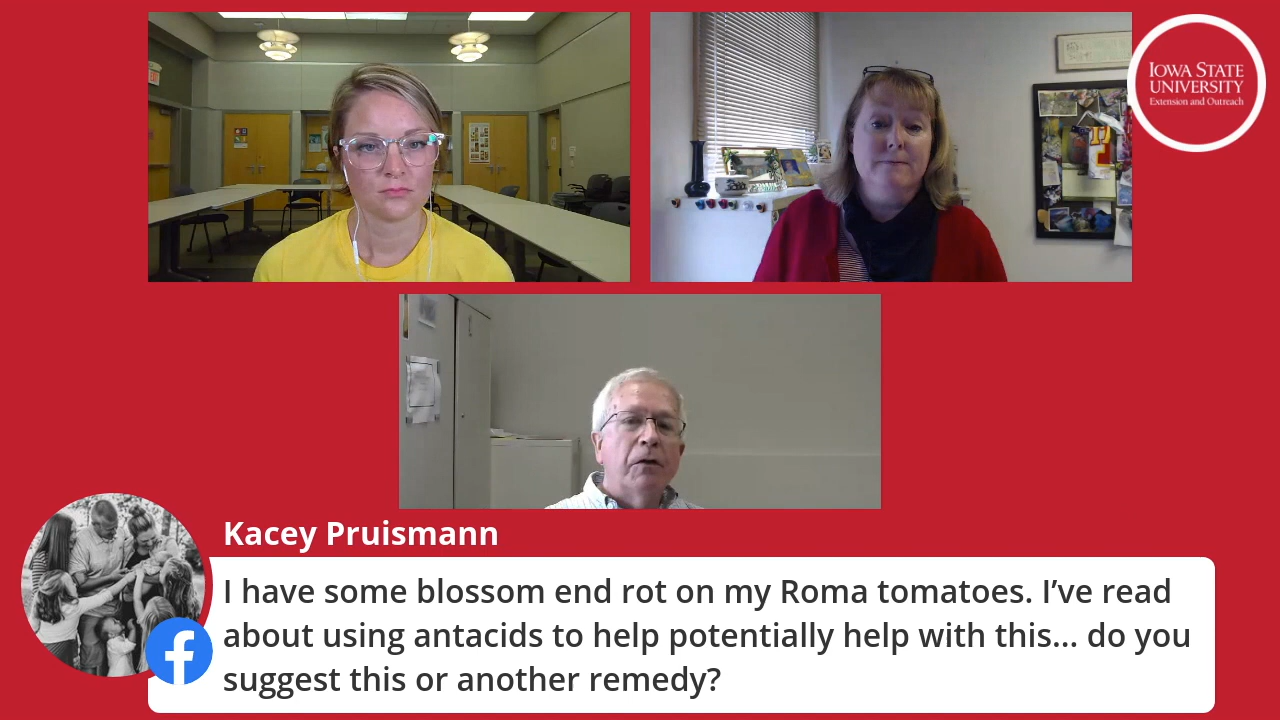 IOWA STATE
UNIVERSITY
Extension and Outreach
Kacey Pruismann
I have some blossom end rot on my Roma tomatoes. I’ve read
about using antacids to help potentially help with this... do you
suggest this or another remedy?